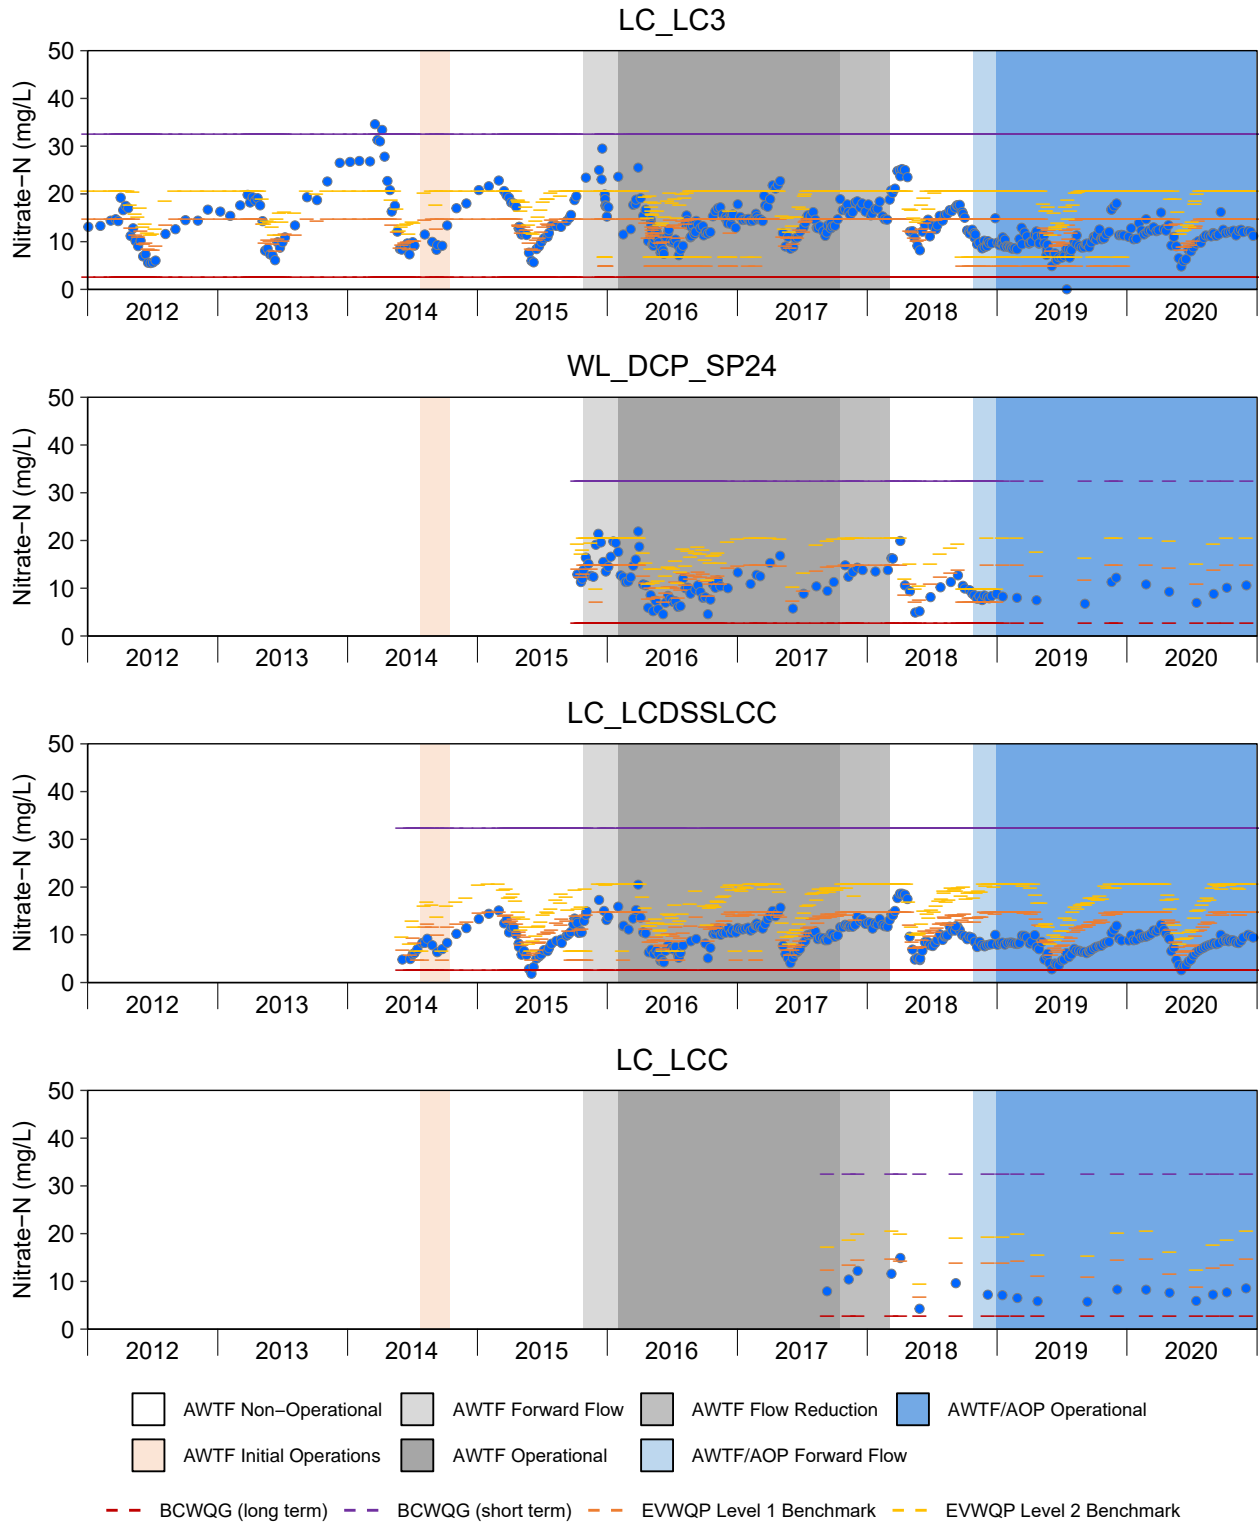 LC_LC3
Nitrate−N (mg/L)
50
40
30
20
10
0
2012 2013 2014 2015 2016 2017 2018 2019 2020
WL_DCP_SP24
Nitrate−N (mg/L)
50
40
30
20
10
0
2012 2013 2014 2015 2016 2017 2018 2019 2020
LC_LCDSSLCC
Nitrate−N (mg/L)
50
40
30
20
10
0
2012 2013 2014 2015 2016 2017 2018 2019 2020
LC_LCC
Nitrate−N (mg/L)
50
40
30
20
10
0
2012 2013 2014 2015 2016 2017 2018 2019 2020
AWTF Non−Operational AWTF Forward Flow AWTF Flow Reduction AWTF/AOP Operational
AWTF Initial Operations AWTF Operational AWTF/AOP Forward Flow
BCWQG (long term) BCWQG (short term) EVWQP Level 1 Benchmark EVWQP Level 2 Benchmark